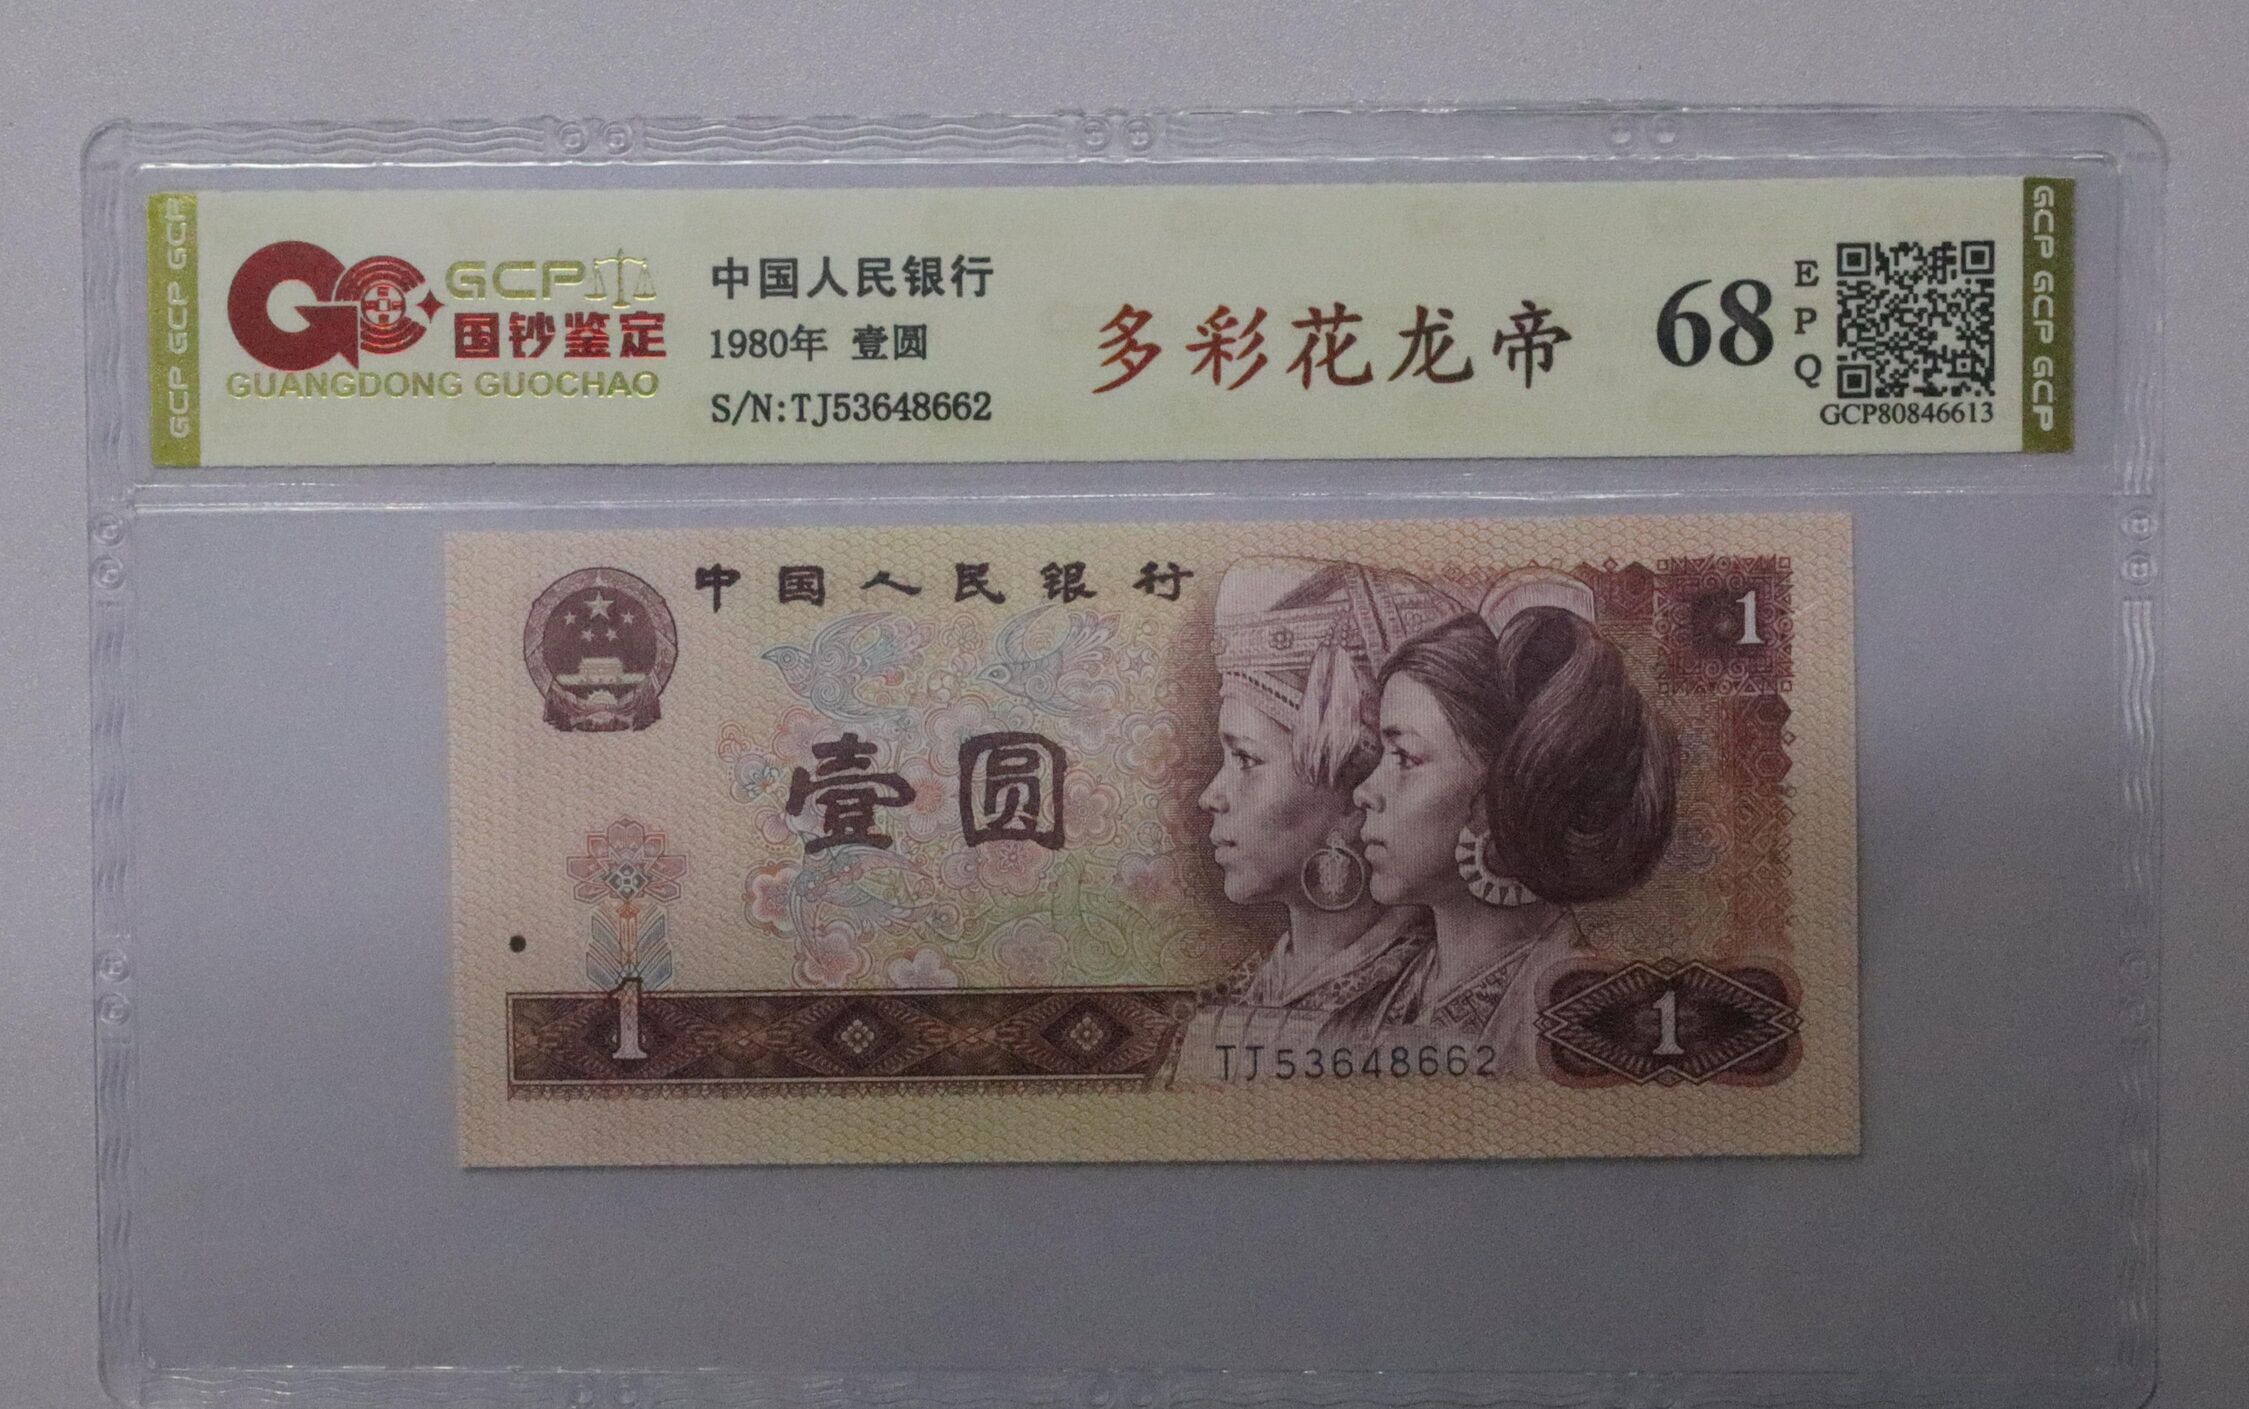 GCP GCP GCP
GCP
国钞鉴定
GUANGDONG GUOCHAO
中国人民银行
1980年 壹圆
S/N:TJ53648662
多彩花龙帝
68
EPQ
GCP80846613
GCP GCP GCP
中国人民银行
1
壹圆
1
1
TJ53648662